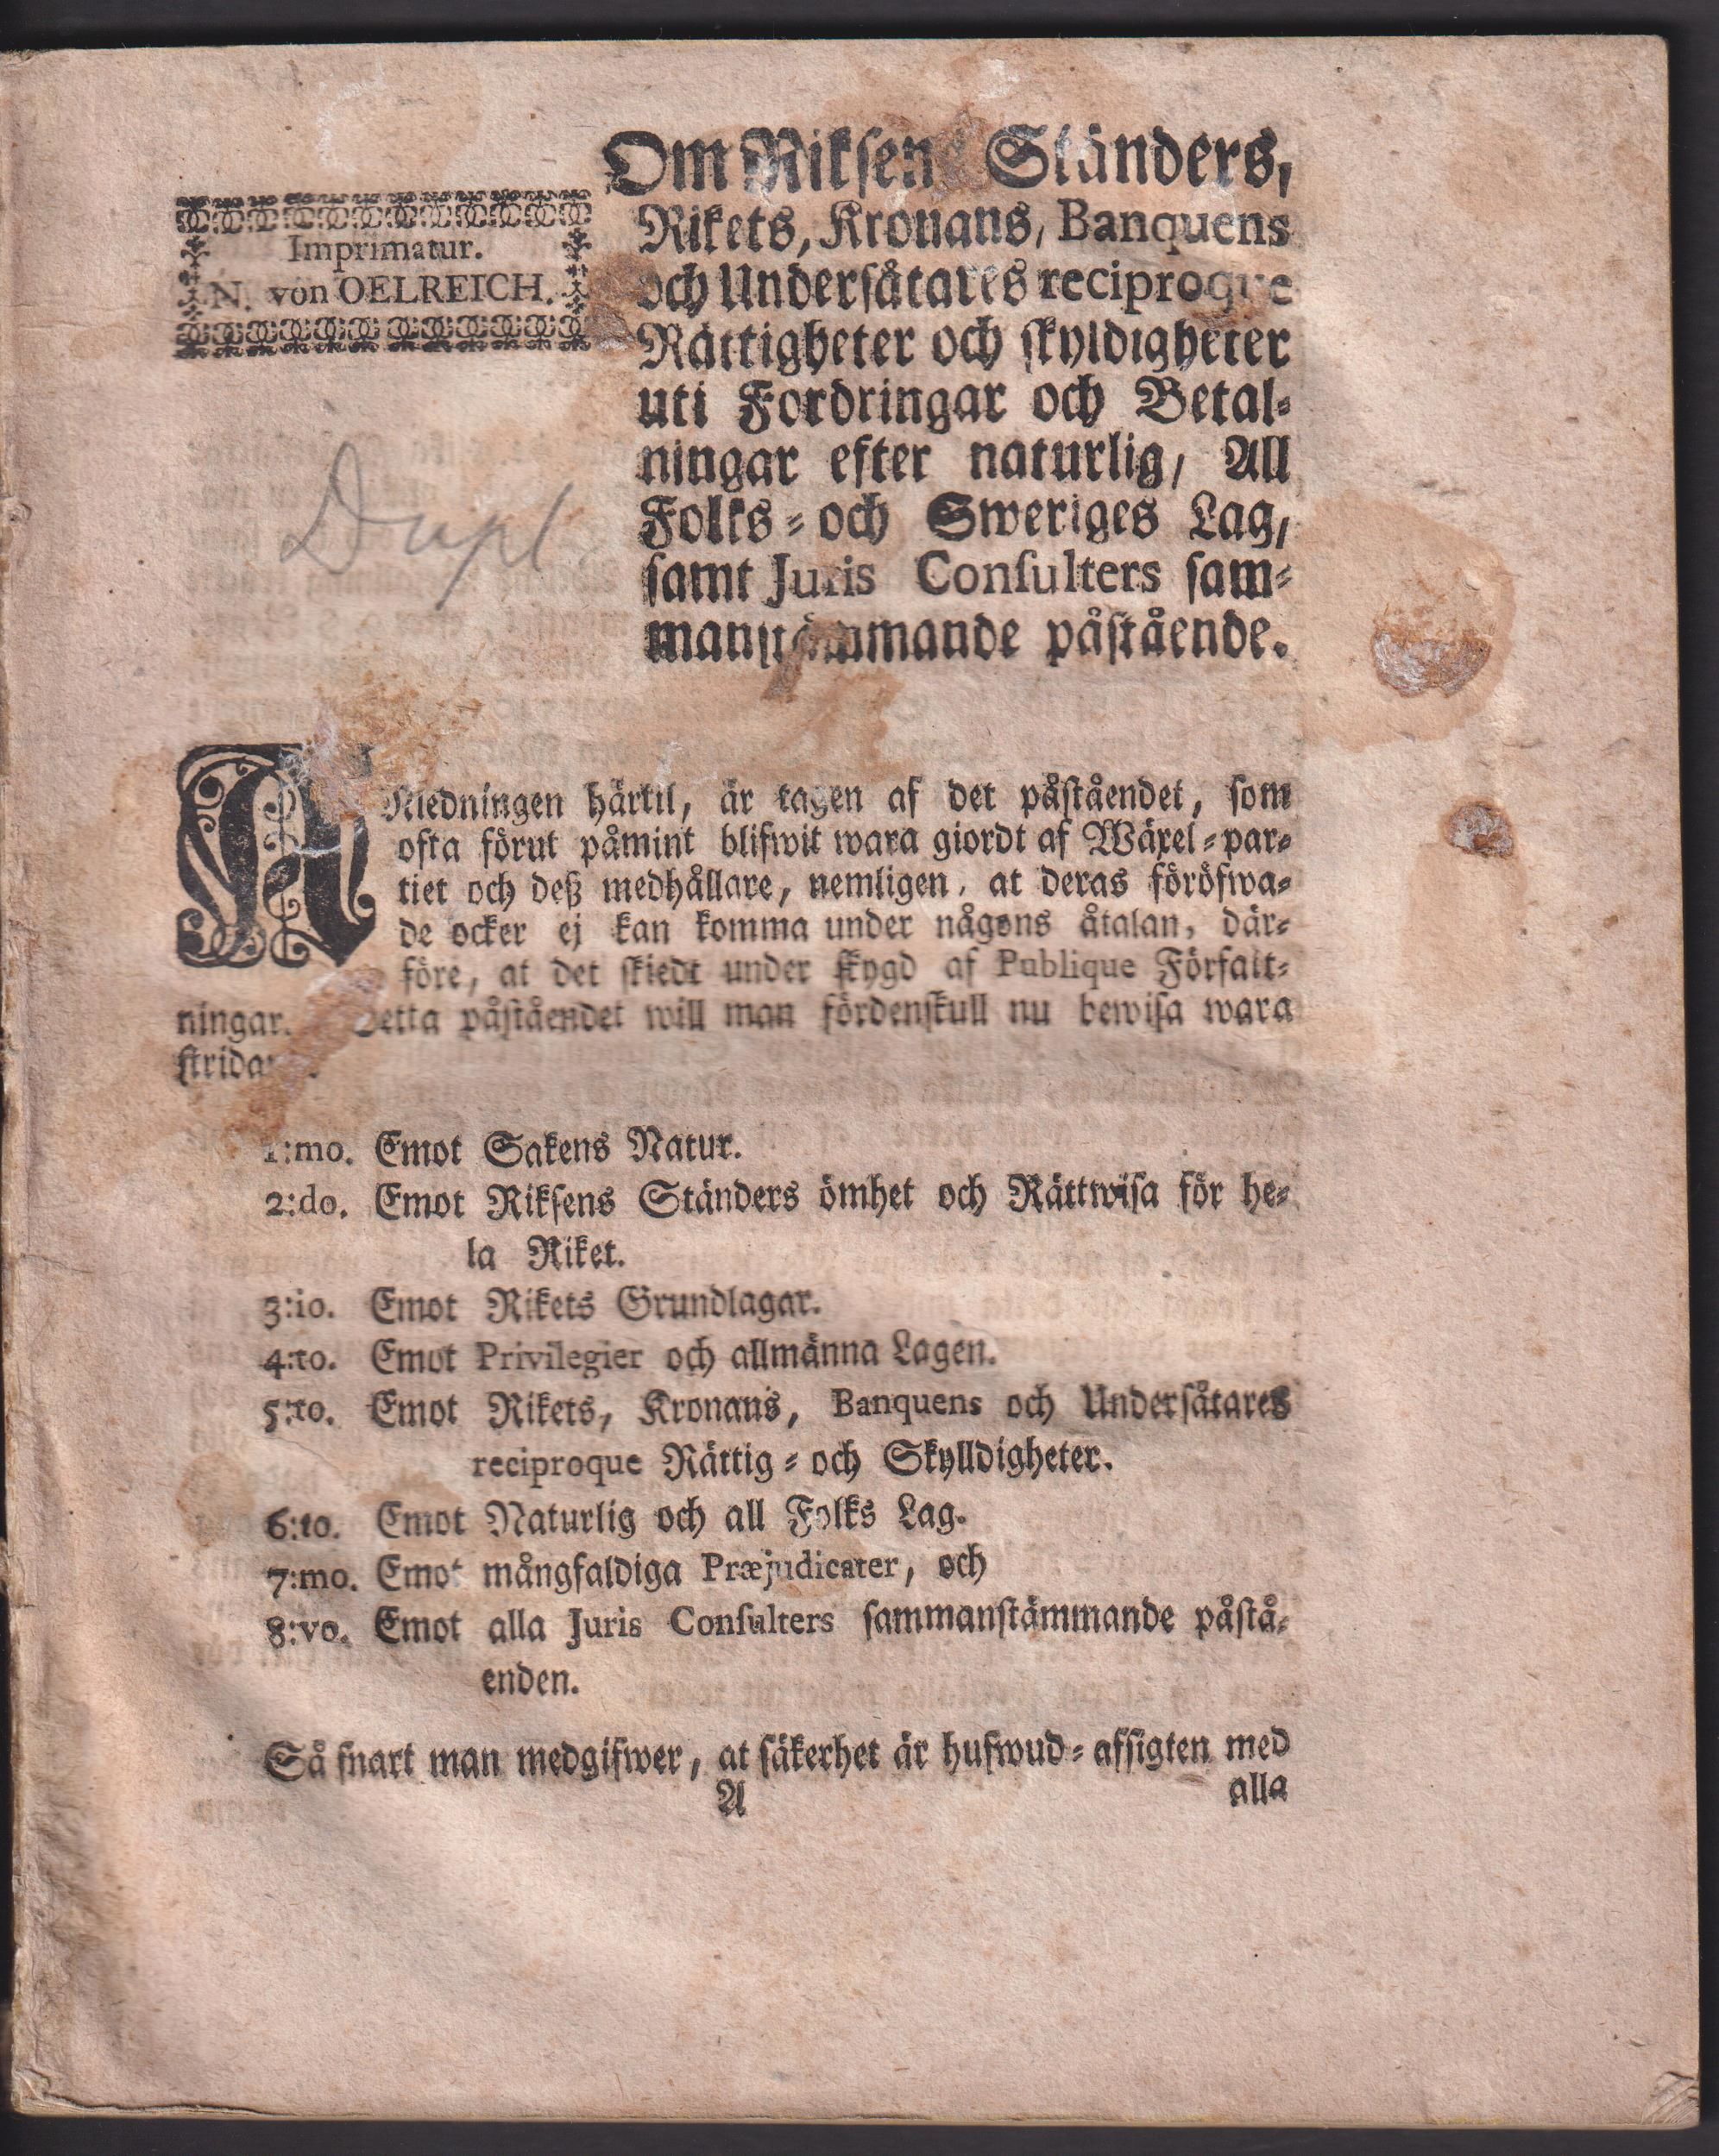 Imprimatur.
N. von OELREICH.
Dupl.
Om Riksens Ständers,
Rikets, Kronans, Banquens
och Undersåtares reciproque
Rättigheter och skyldigheter
uti Fordringar och Betal-
ningar efter naturlig, All
Folks- och Sweriges Lag,
samt Juris Consulters sam-
manstämmande påstående.
ANledningen härtil, är tagen af det påståendet, som
ofta förut påmint blifwit wara giordt af Wäxel-par-
tiet och deß medhållare, nemligen, at deras föröfwa-
de ocker ej kan komma under någons åtalan, där-
före, at det skiedt under skygd af Publique Författ-
ningar. Detta påståendet will man fördenskull nu bewisa wara
stridande.
1:mo. Emot Sakens Natur.
2:do. Emot Riksens Ständers ömhet och Rättwisa för he-
la Riket.
3:io. Emot Rikets Grundlagar.
4:to. Emot Privilegier och allmänna Lagen.
5:to. Emot Rikets, Kronans, Banquens och Undersåtares
reciproque Rättig- och Skylldigheter.
6:to. Emot Naturlig och all Folks Lag.
7:mo. Emot mångfaldiga Præjudicater, och
8:vo. Emot alla Juris Consulters sammanstämmande påstå-
enden.
Så snart man medgifwer, at säkerhet är hufwud-afsigten med
A
alla